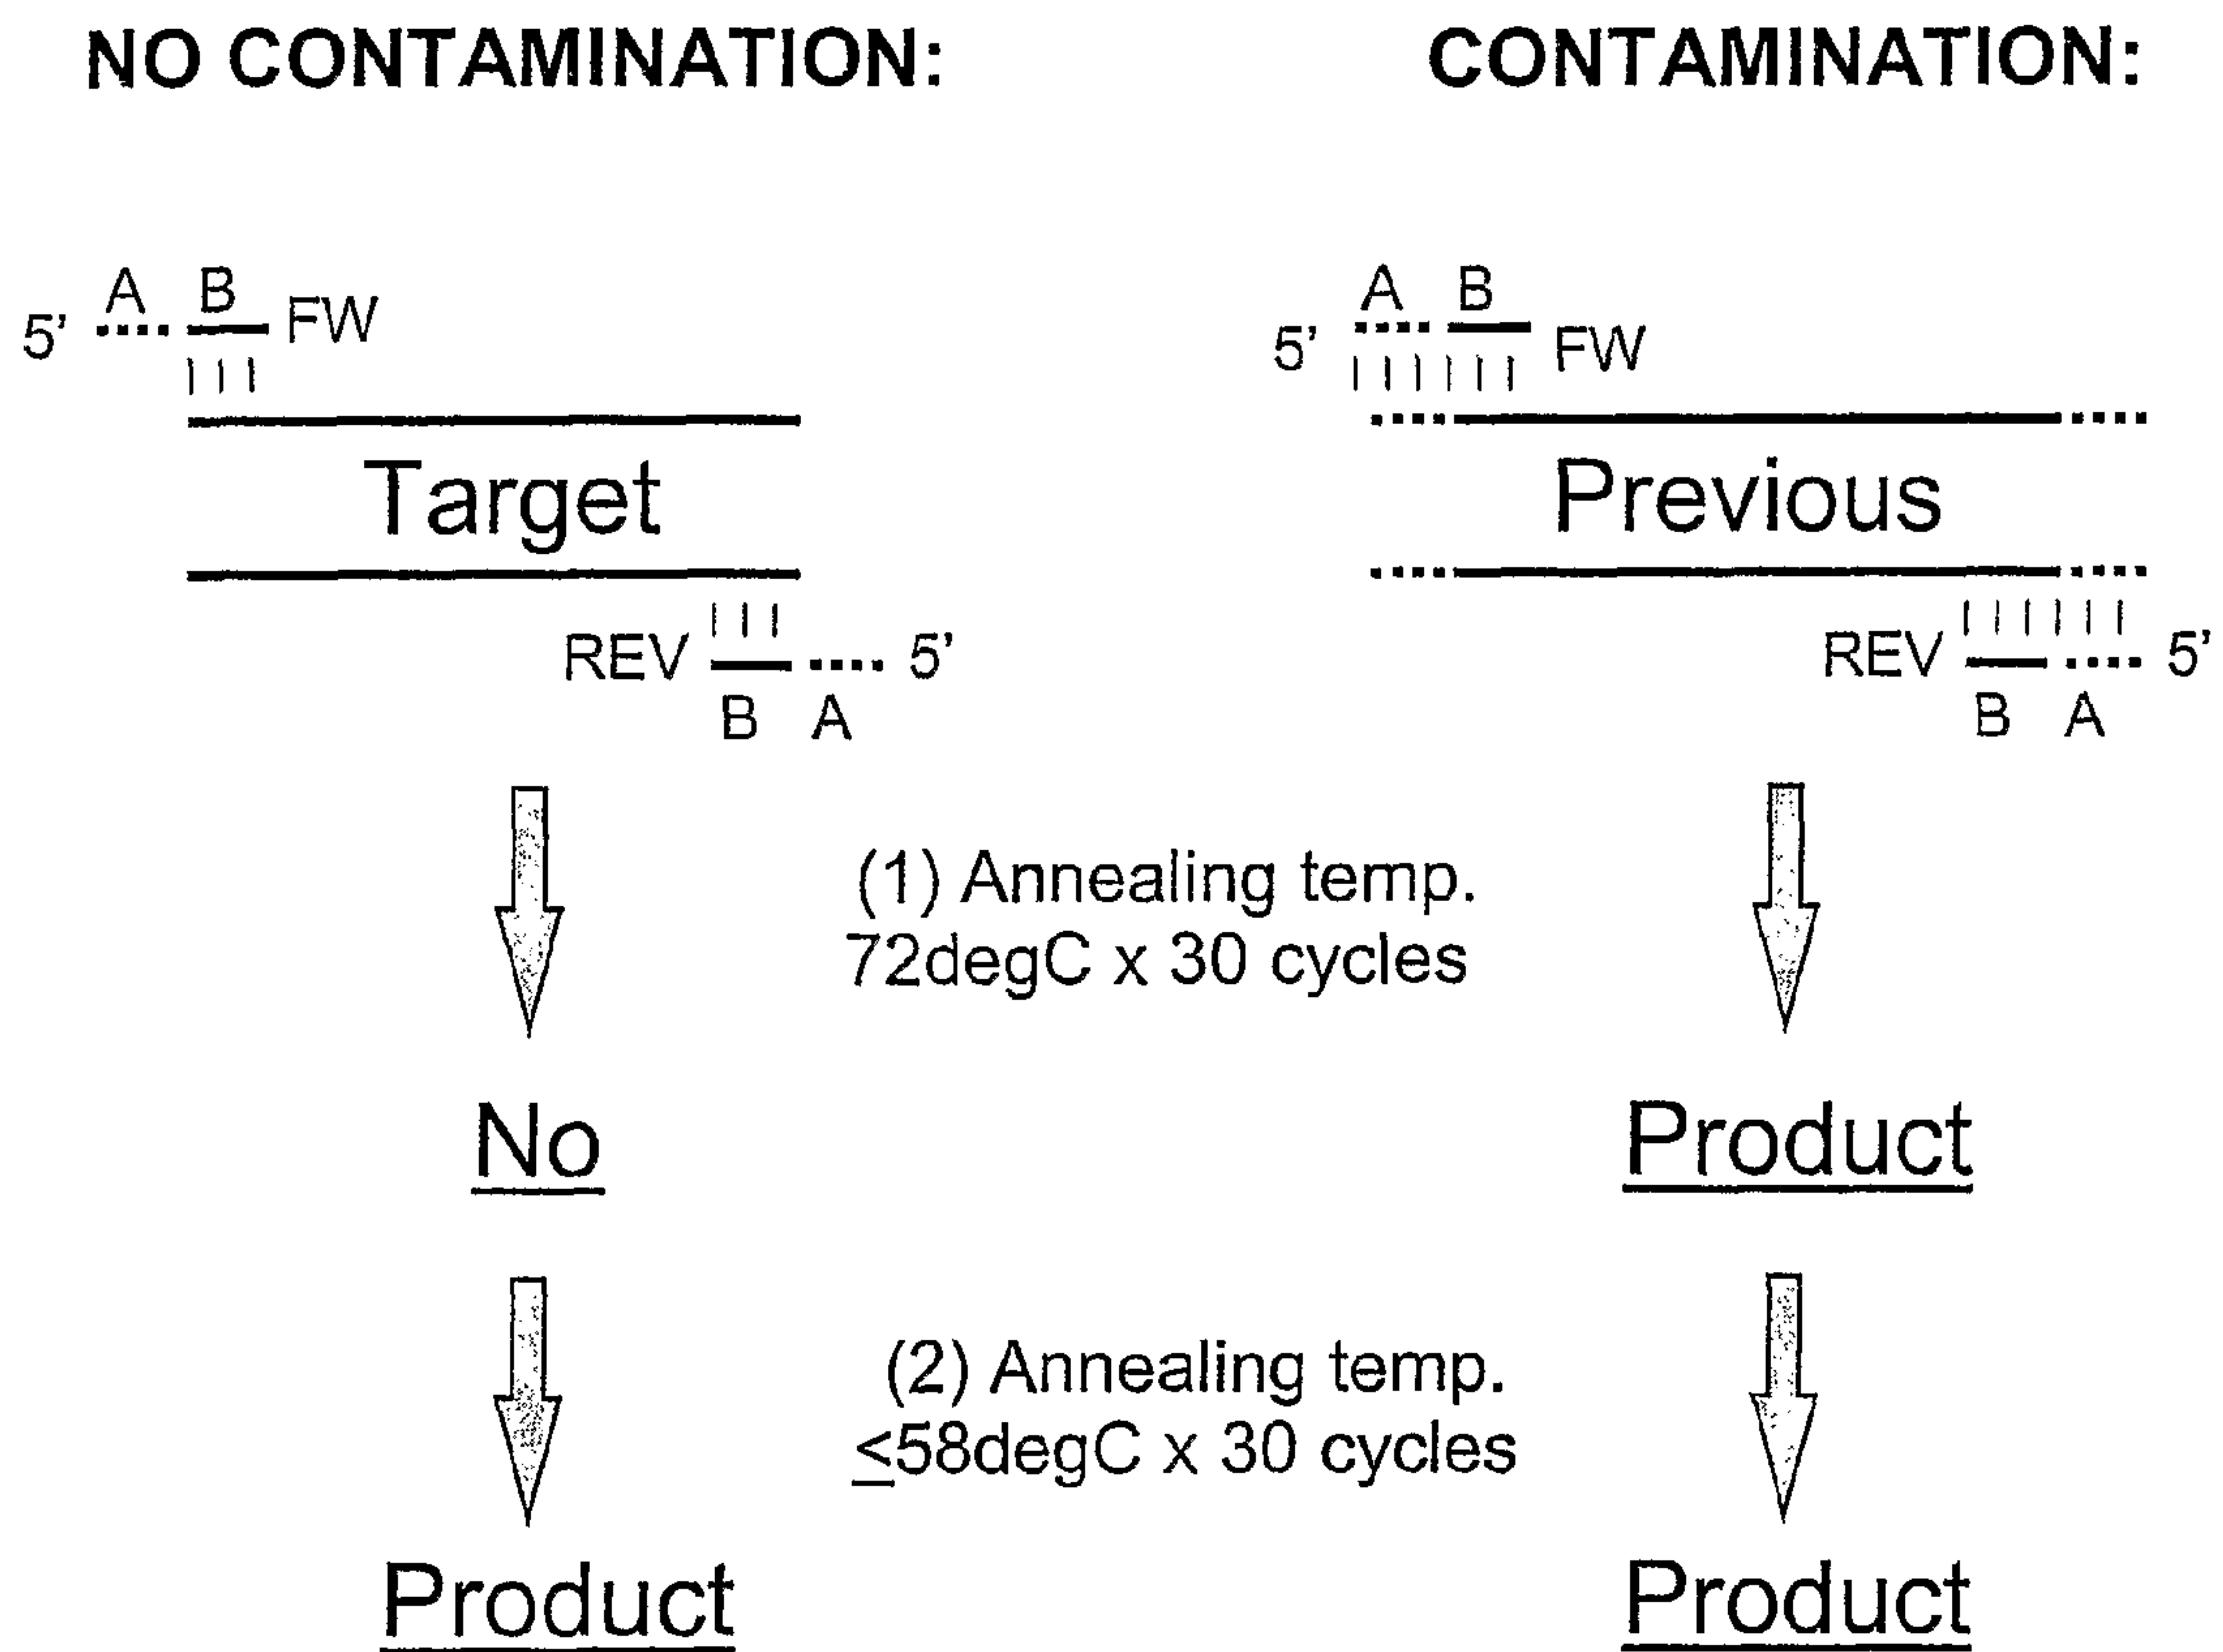 NO CONTAMINATION:
CONTAMINATION:
A B
5' FW
Target
REV 5'
B A
A B
5' FW
Previous
REV 5'
B A
(1) Annealing temp.
72degC x 30 cycles
No
Product
(2) Annealing temp.
≤58degC x 30 cycles
Product
Product